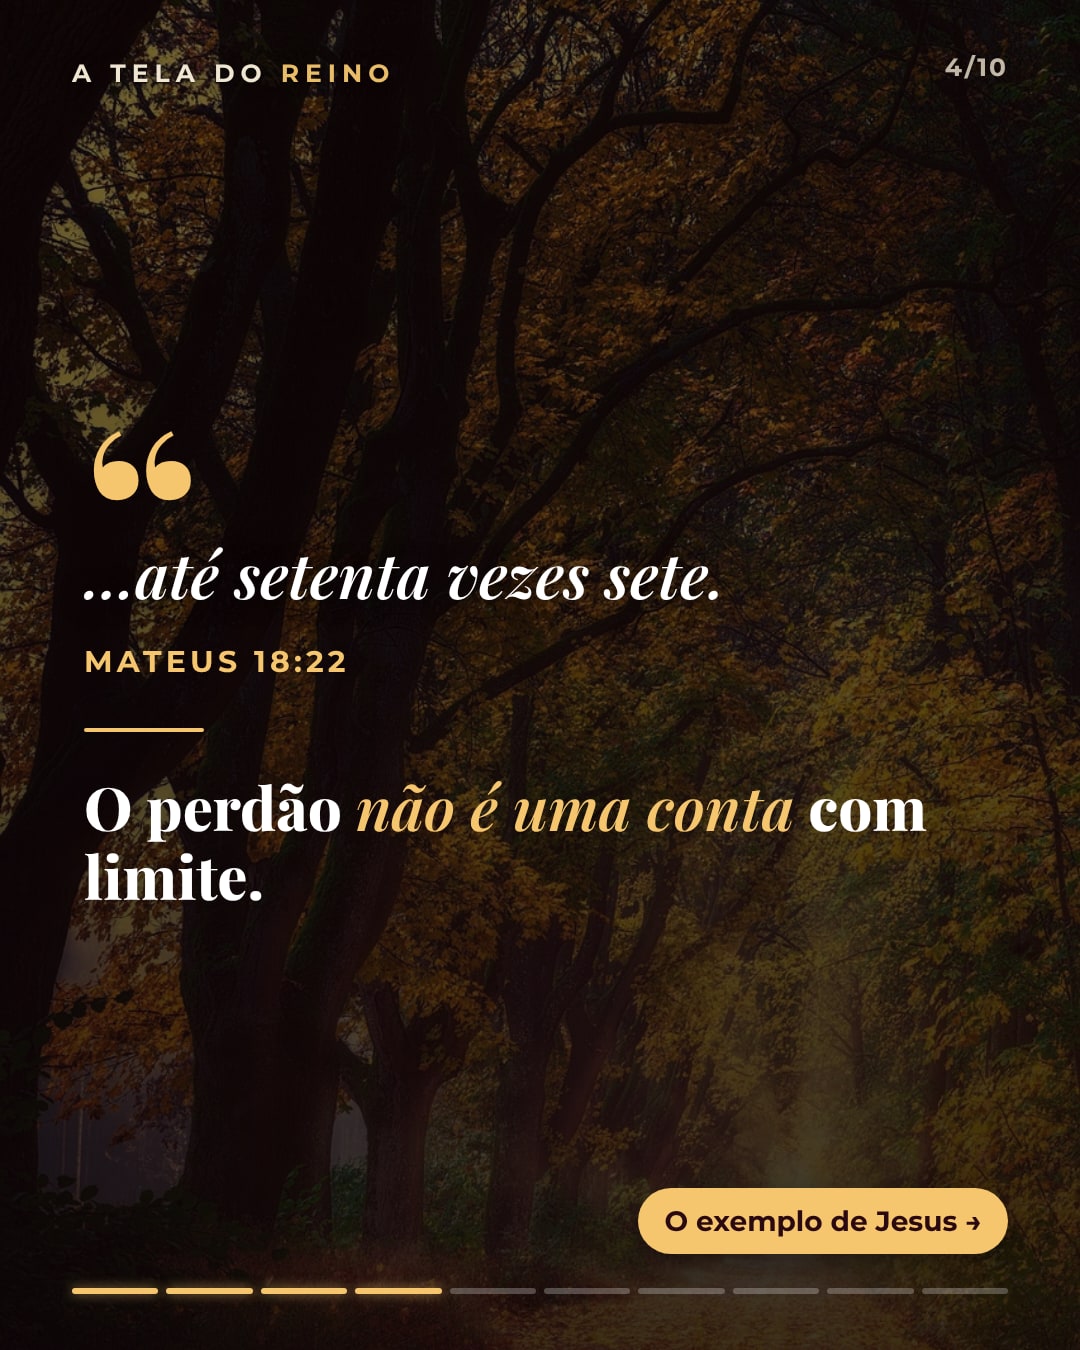 A TELA DO REINO
4/10
“
...até setenta vezes sete.
MATEUS 18:22
O perdão não é uma conta com
limite.
O exemplo de Jesus →